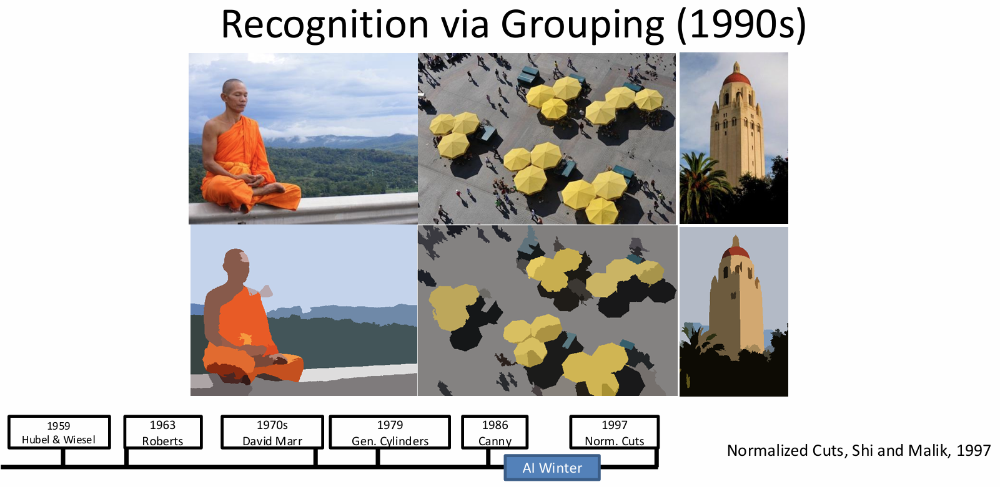 Recognition via Grouping (1990s)
1959
Hubel & Wiesel
1963
Roberts
1970s
David Marr
1979
Gen. Cylinders
1986
Canny
1997
Norm. Cuts
AI Winter
Normalized Cuts, Shi and Malik, 1997